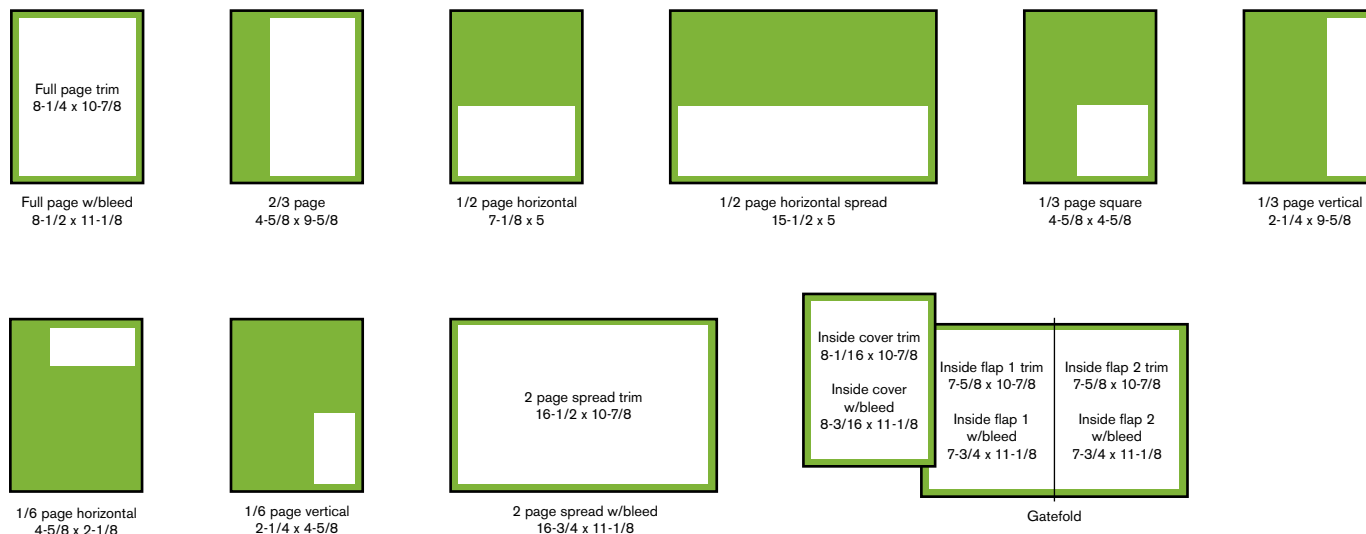 Full page trim
8-1/4 x 10-7/8
Full page w/bleed
8-1/2 x 11-1/8
2/3 page
4-5/8 x 9-5/8
1/2 page horizontal
7-1/8 x 5
1/2 page horizontal spread
15-1/2 x 5
1/3 page square
4-5/8 x 4-5/8
1/3 page vertical
2-1/4 x 9-5/8
1/6 page horizontal
4-5/8 x 2-1/8
1/6 page vertical
2-1/4 x 4-5/8
2 page spread trim
16-1/2 x 10-7/8
2 page spread w/bleed
16-3/4 x 11-1/8
Inside cover trim
8-1/16 x 10-7/8
Inside cover
w/bleed
8-3/16 x 11-1/8
Inside flap 1 trim
7-5/8 x 10-7/8
Inside flap 1
w/bleed
7-3/4 x 11-1/8
Inside flap 2 trim
7-5/8 x 10-7/8
Inside flap 2
w/bleed
7-3/4 x 11-1/8
Gatefold